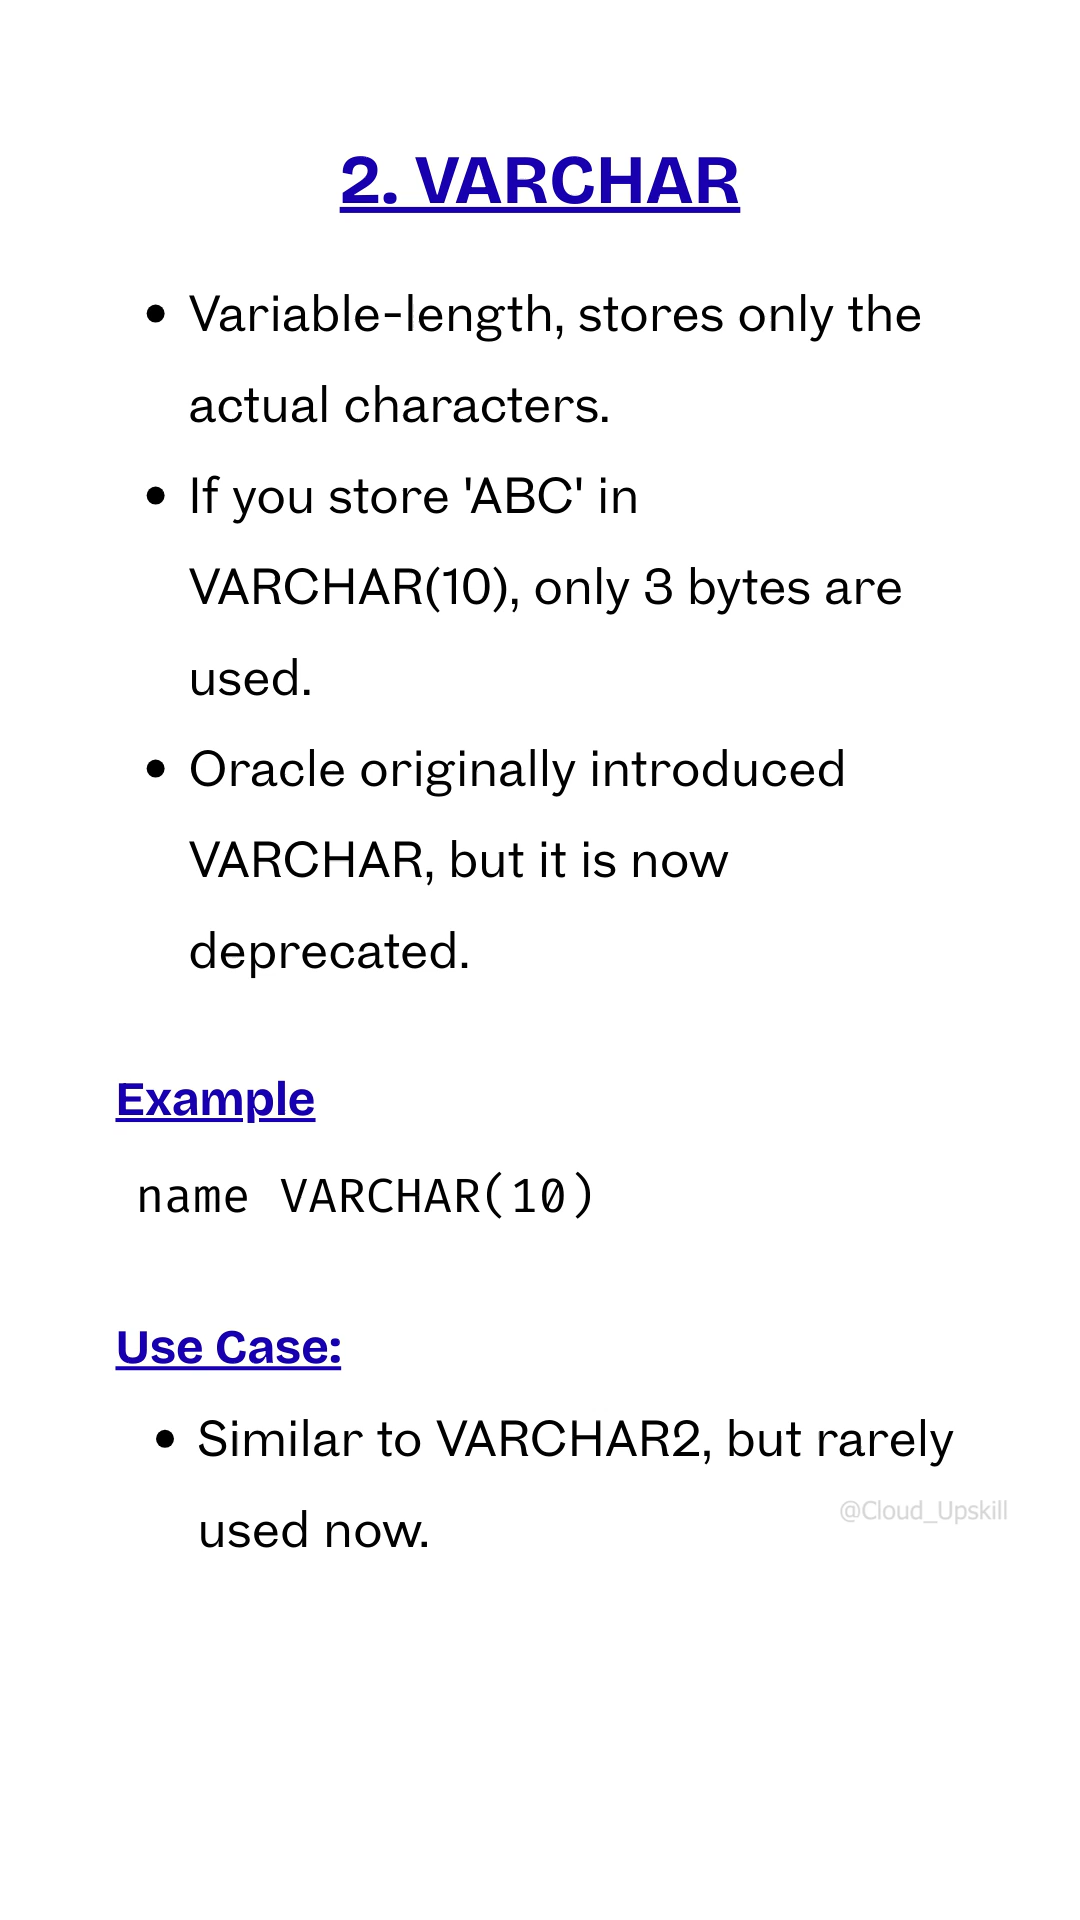 2. VARCHAR
• Variable-length, stores only the
actual characters.
• If you store 'ABC' in
VARCHAR(10), only 3 bytes are
used.
• Oracle originally introduced
VARCHAR, but it is now
deprecated.
Example
name VARCHAR(10)
Use Case:
• Similar to VARCHAR2, but rarely
used now.
@Cloud_Upskill